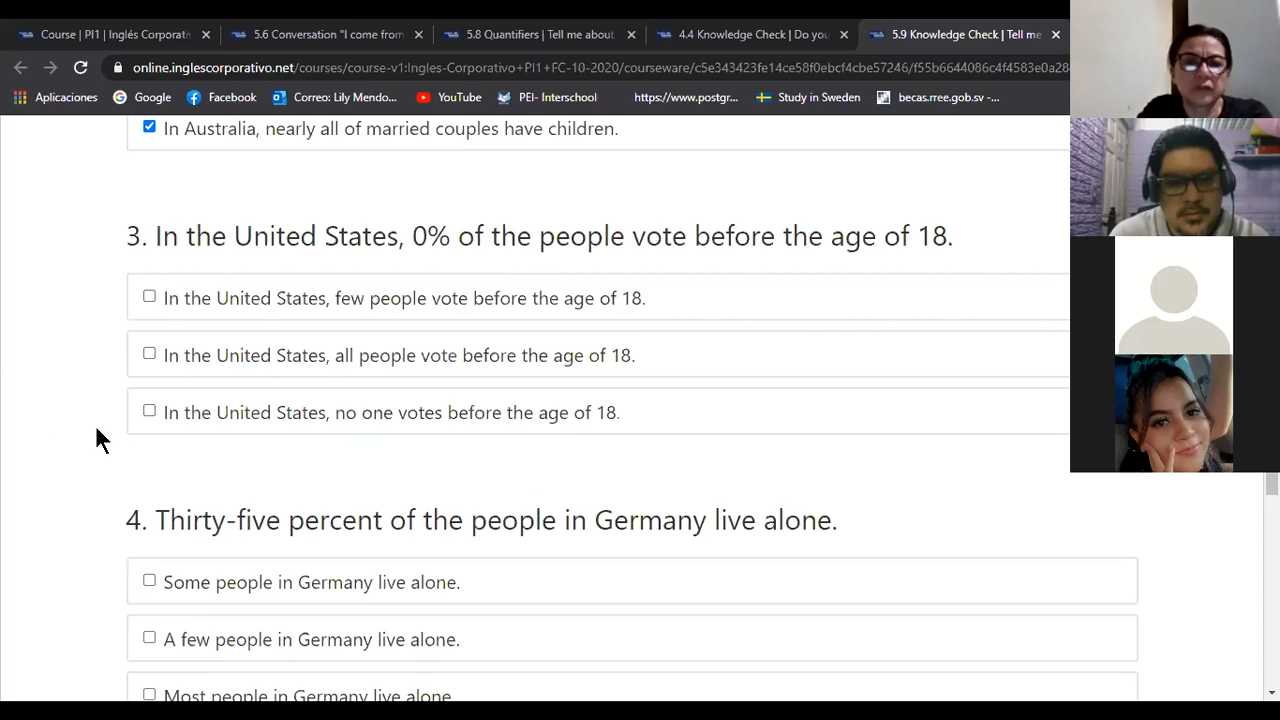 Course | PI1 | Inglés Corporati
5.6 Conversation "I come from
5.8 Quantifiers | Tell me about
4.4 Knowledge Check | Do you
5.9 Knowledge Check | Tell me
online.inglescorporativo.net/courses/course-v1:Ingles-Corp
PI1+FC-10-2020/courseware/c5e343423fe14ce58f0ebcf4cbe57246/f55b6644086c4f4583e0a28
Aplicaciones
Google
Facebook
Correo: Lily Mendo...
YouTube
PEI- Interschool
https://www.postgr...
Study in Sweden
becas.rree.gob.sv -...
In Australia, nearly all of married couples have children.
3. In the United States, 0% of the people vote before the age of 18.
In the United States, few people vote before the age of 18.
In the United States, all people vote before the age of 18.
In the United States, no one votes before the age of 18.
4. Thirty-five percent of the people in Germany live alone.
Some people in Germany live alone.
A few people in Germany live alone.
Most people in Germany live alone